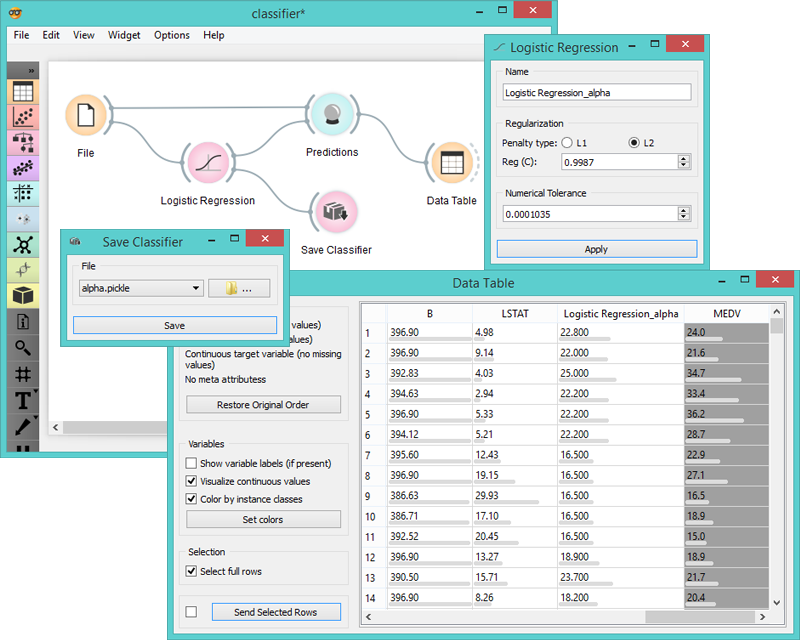 classifier*
File Edit View Widget Options Help
»
File
Logistic Regression
Predictions
Save Classifier
Data Table
Logistic Regression
Name
Logistic Regression_alpha
Regularization
Penalty type: L1 L2
Reg (C): 0.9987
Numerical Tolerance
0.0001035
Apply
Save Classifier
File
alpha.pickle ...
Save
Data Table
values)
values)
Continuous target variable (no missing
values)
No meta attributess
Restore Original Order
Variables
Show variable labels (if present)
Visualize continuous values
Color by instance classes
Set colors
Selection
Select full rows
Send Selected Rows
B LSTAT Logistic Regression_alpha MEDV
1 396.90 4.98 22.800 24.0
2 396.90 9.14 22.000 21.6
3 392.83 4.03 25.000 34.7
4 394.63 2.94 22.200 33.4
5 396.90 5.33 22.200 36.2
6 394.12 5.21 22.200 28.7
7 395.60 12.43 16.500 22.9
8 396.90 19.15 16.500 27.1
9 386.63 29.93 16.500 16.5
10 386.71 17.10 16.500 18.9
11 392.52 20.45 16.500 15.0
12 396.90 13.27 18.900 18.9
13 390.50 15.71 23.700 21.7
14 396.90 8.26 18.200 20.4